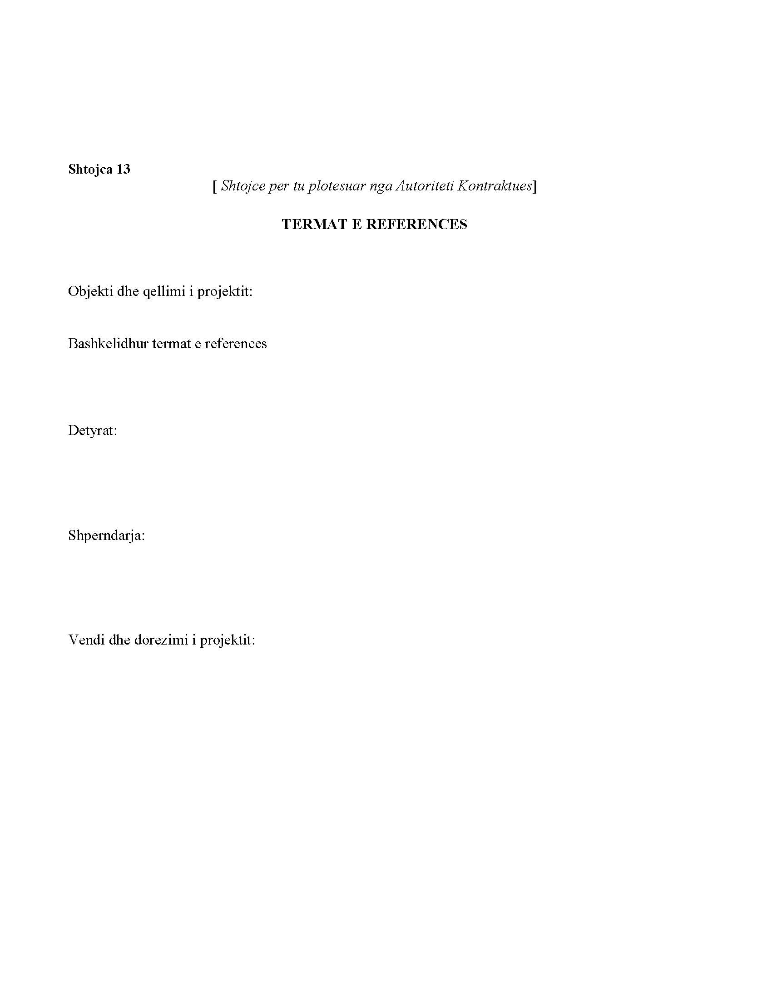 Shtojca 13
[ Shtojce per tu plotesuar nga Autoriteti Kontraktues]
TERMAT E REFERENCES
Objekti dhe qellimi i projektit:
Bashkelidhur termat e references
Detyrat:
Shperndarja:
Vendi dhe dorezimi i projektit: